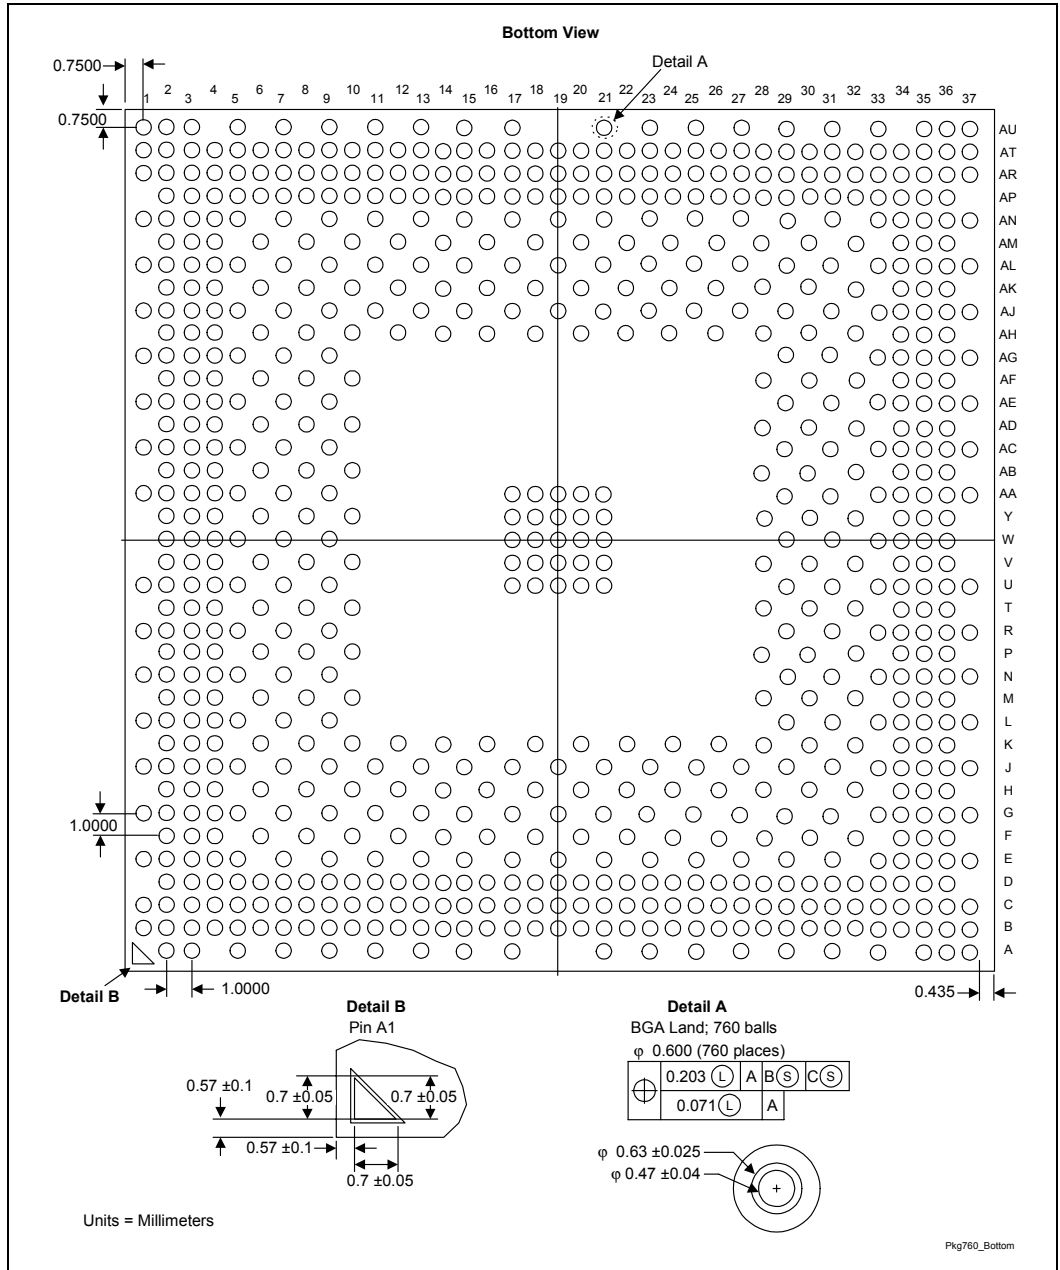 Bottom View
0.7500
Detail A
1 2 3 4 5 6 7 8 9 10 11 12 13 14 15 16 17 18 19 20 21 22 23 24 25 26 27 28 29 30 31 32 33 34 35 36 37
0.7500
AU
AT
AR
AP
AN
AM
AL
AK
AJ
AH
AG
AF
AE
AD
AC
AB
AA
Y
W
V
U
T
R
P
N
M
L
K
J
H
1.0000
G
F
E
D
C
B
A
Detail B
1.0000
0.435
Detail B
Pin A1
0.57 ±0.1
0.7 ±0.05
0.7 ±0.05
0.57 ±0.1
0.7 ±0.05
Detail A
BGA Land; 760 balls
φ 0.600 (760 places)
0.203 Ⓛ A BⓈ CⓈ
0.071Ⓛ A
φ 0.63 ±0.025
φ 0.47 ±0.04
Units = Millimeters
Pkg760_Bottom